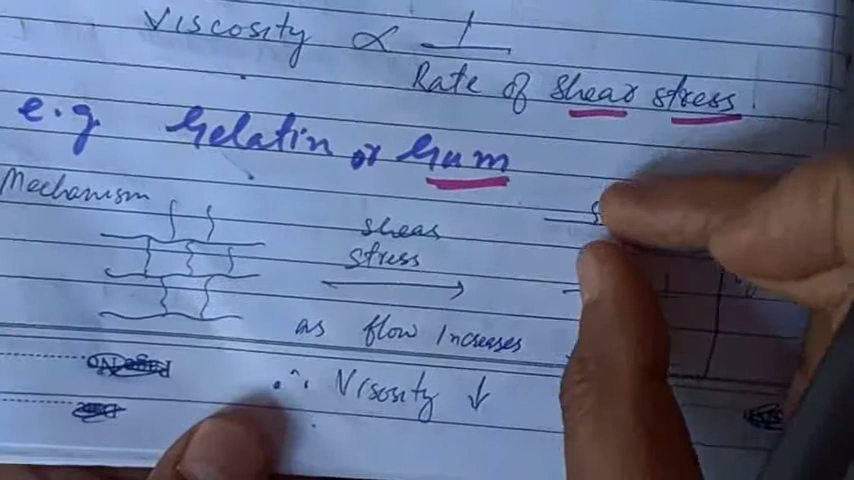 Viscosity ∝ 1
Rate of shear stress.
e.g Gelatin or Gum
Mechanism
shear
stress
as flow Increases
∴ Viscosity ↓